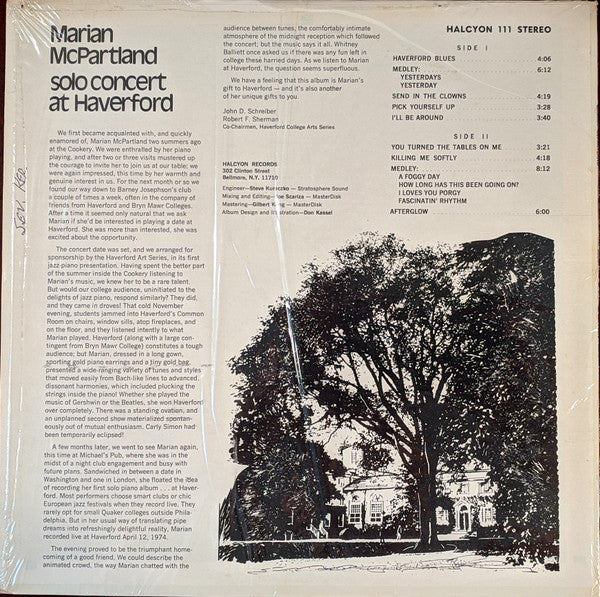 Marian
McPartland
solo concert
at Haverford
We first became acquainted with, and quickly
enamored of, Marian McPartland two summers ago
at the Cookery. We were enthralled by her piano
playing, and after two or three visits mustered up
the courage to invite her to join us at our table; we
were again impressed, this time by her warmth and
genuine interest in us. For the next month or so we
found our way down to Barney Josephson's club
a couple of times a week, often in the company of
friends from Haverford and Bryn Mawr Colleges.
After a time it seemed only natural that we ask
Marian if she'd be interested in playing a date at
Haverford. She was more than interested, she was
excited about the opportunity.
The concert date was set, and we arranged for
sponsorship by the Haverford Art Series, in its first
jazz-piano presentation. Having spent the better part
of the summer inside the Cookery listening to
Marian's music, we knew her to be a rare talent.
But would our college audience, uninitiated to the
delights of jazz piano, respond similarly? They did,
and they came in droves! That cold November
evening, students jammed into Haverford's Common
Room on chairs, window sills, atop fireplaces, and
on the floor, and they listened intently to what
Marian played. Haverford (along with a large con-
tingent from Bryn Mawr College) constitutes a tough
audience; but Marian, dressed in a long gown,
sporting gold piano earrings and a tiny gold bag,
presented a wide-ranging variety of tunes and styles
that moved easily from Bach-like lines to advanced,
dissonant harmonies, which included plucking the
strings inside the piano! Whether she played the
music of Gershwin or the Beatles, she won Haverford
over completely. There was a standing ovation, and
an unplanned second show materialized spontan-
eously out of mutual enthusiasm. Carly Simon had
been temporarily eclipsed!
A few months later, we went to see Marian again,
this time at Michael's Pub, where she was in the
midst of a night club engagement and busy with
future plans. Sandwiched in between a date in
Washington and one in London, she floated the idea
of recording her first solo piano album . . . at Haver-
ford. Most performers choose smart clubs or chic
European jazz festivals when they record live. They
rarely opt for small Quaker colleges outside Phila-
delphia. But in her usual way of translating pipe
dreams into refreshingly delightful reality, Marian
recorded live at Haverford April 12, 1974.
The evening proved to be the triumphant home-
coming of a good friend. We could describe the
animated crowd, the way Marian chatted with the
audience between tunes, the comfortably intimate
atmosphere of the midnight reception which followed
the concert; but the music says it all. Whitney
Balliett once asked us if there was any fun left in
college these harried days. As we listen to Marian
at Haverford, the question seems superfluous.
We have a feeling that this album is Marian's
gift to Haverford — and it's also another
of her unique gifts to you.
John D. Schreiber
Robert F. Sherman
Co-Chairmen, Haverford College Arts Series
HALCYON RECORDS
302 Clinton Street
Bellmore, N.Y. 11710
Engineer—Steve Kuraczko — Stratosphere Sound
Mixing and Editing—Joe Scariza — MasterDisk
Mastering—Gilbert Kong — MasterDisk
Album Design and Illustration—Don Kassel
HALCYON 111 STEREO
SIDE I
HAVERFORD BLUES 4:06
MEDLEY: 6:12
YESTERDAYS
YESTERDAY
SEND IN THE CLOWNS 4:19
PICK YOURSELF UP 3:28
I'LL BE AROUND 3:40
SIDE II
YOU TURNED THE TABLES ON ME 3:21
KILLING ME SOFTLY 4:18
MEDLEY: 8:12
A FOGGY DAY
HOW LONG HAS THIS BEEN GOING ON?
I LOVES YOU PORGY
FASCINATIN' RHYTHM
AFTERGLOW 6:00